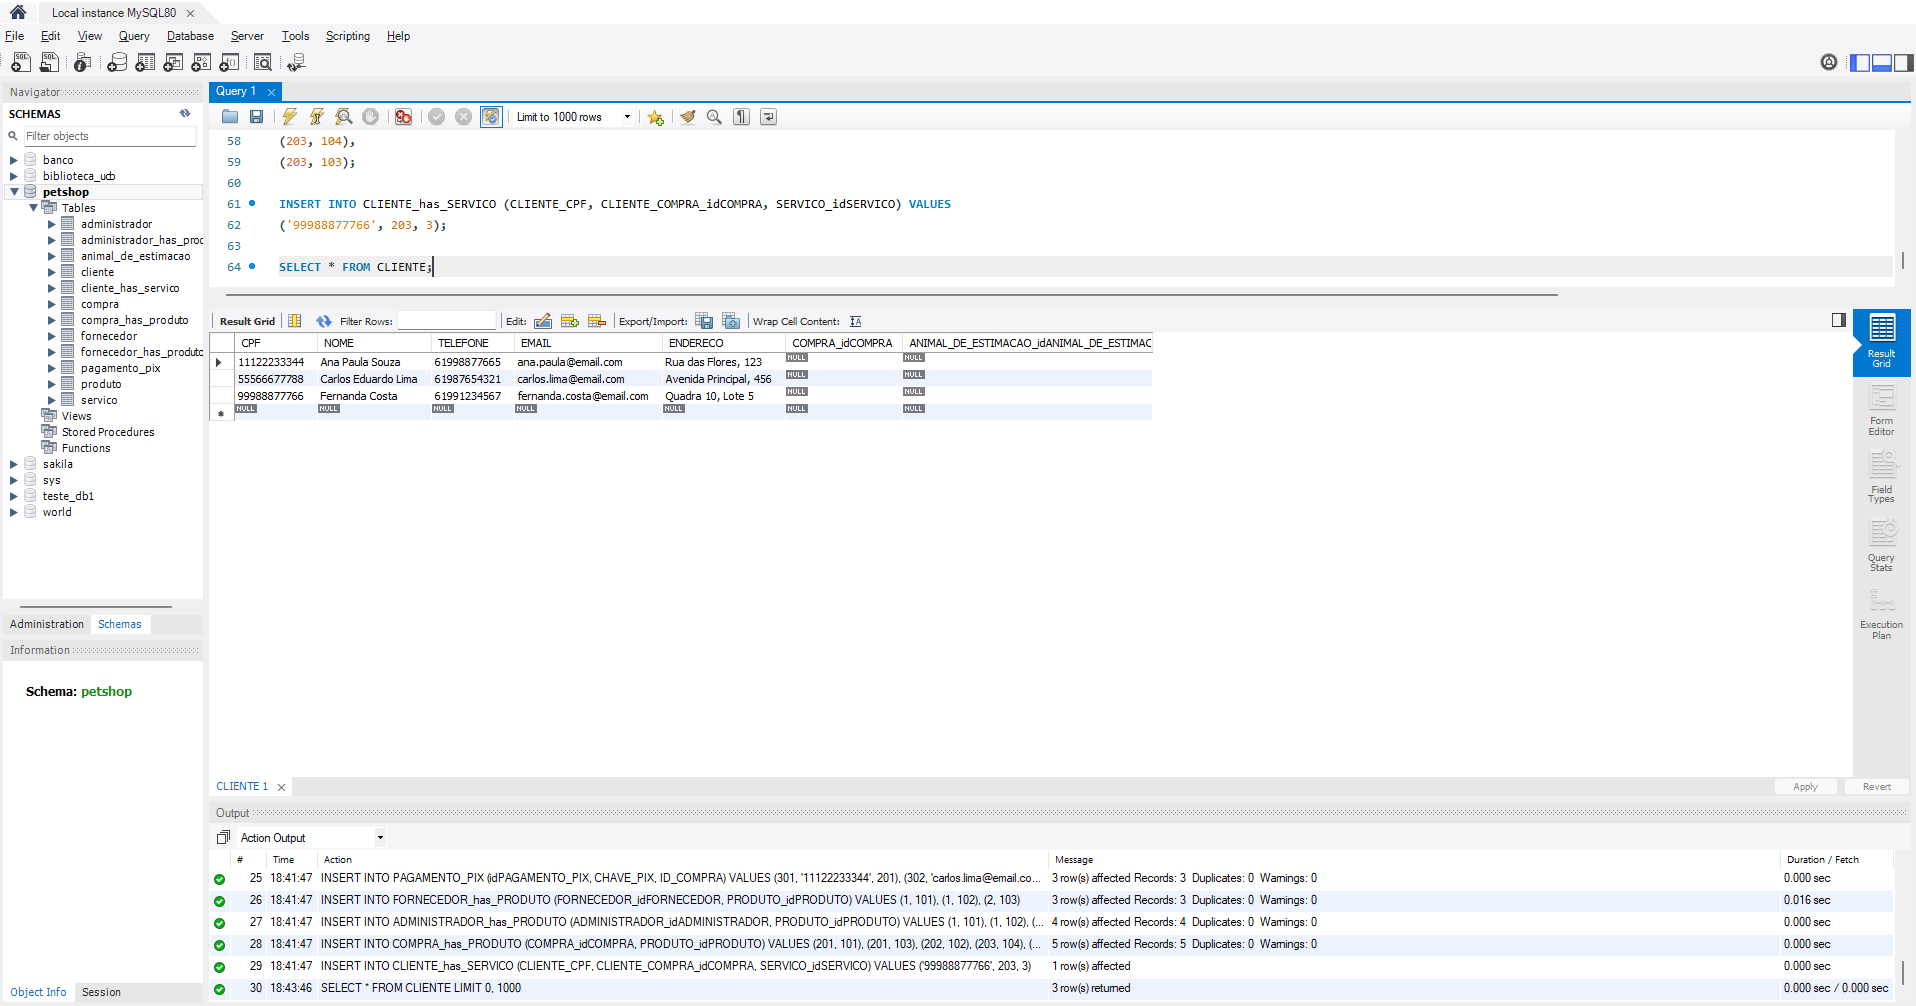 Local instance MySQL80
File Edit View Query Database Server Tools Scripting Help
Navigator
SCHEMAS
Filter objects
banco
biblioteca_ucb
petshop
Tables
administrador
administrador_has_proc
animal_de_estimacao
cliente
cliente_has_servico
compra
compra_has_produto
fornecedor
fornecedor_has_produto
pagamento_pix
produto
servico
Views
Stored Procedures
Functions
sakila
sys
teste_db1
world
Administration Schemas
Information
Schema: petshop
Object Info Session
Query 1
Limit to 1000 rows
58 (203, 104),
59 (203, 103);
60
61 INSERT INTO CLIENTE_has_SERVICO (CLIENTE_CPF, CLIENTE_COMPRA_idCOMPRA, SERVICO_idSERVICO) VALUES
62 ('99988877766', 203, 3);
63
64 SELECT * FROM CLIENTE;
Result Grid Filter Rows: Edit: Export/Import: Wrap Cell Content:
CPF NOME TELEFONE EMAIL ENDERECO COMPRA_idCOMPRA ANIMAL_DE_ESTIMACAO_idANIMAL_DE_ESTIMAC
11122233344 Ana Paula Souza 61998877665 ana.paula@email.com Rua das Flores, 123 NULL NULL
55566677788 Carlos Eduardo Lima 61987654321 carlos.lima@email.com Avenida Principal, 456 NULL NULL
99988877766 Fernanda Costa 61991234567 fernanda.costa@email.com Quadra 10, Lote 5 NULL NULL
NULL NULL NULL NULL NULL NULL NULL
Result Grid
Form Editor
Field Types
Query Stats
Execution Plan
CLIENTE 1
Apply Revert
Output
Action Output
# Time Action Message Duration / Fetch
25 18:41:47 INSERT INTO PAGAMENTO_PIX (idPAGAMENTO_PIX, CHAVE_PIX, ID_COMPRA) VALUES (301, '11122233344', 201), (302, 'carlos.lima@email.co... 3 row(s) affected Records: 3 Duplicates: 0 Warnings: 0 0.000 sec
26 18:41:47 INSERT INTO FORNECEDOR_has_PRODUTO (FORNECEDOR_idFORNECEDOR, PRODUTO_idPRODUTO) VALUES (1, 101), (1, 102), (2, 103) 3 row(s) affected Records: 3 Duplicates: 0 Warnings: 0 0.016 sec
27 18:41:47 INSERT INTO ADMINISTRADOR_has_PRODUTO (ADMINISTRADOR_idADMINISTRADOR, PRODUTO_idPRODUTO) VALUES (1, 101), (1, 102), (... 4 row(s) affected Records: 4 Duplicates: 0 Warnings: 0 0.000 sec
28 18:41:47 INSERT INTO COMPRA_has_PRODUTO (COMPRA_idCOMPRA, PRODUTO_idPRODUTO) VALUES (201, 101), (201, 103), (202, 102), (203, 104), (... 5 row(s) affected Records: 5 Duplicates: 0 Warnings: 0 0.000 sec
29 18:41:47 INSERT INTO CLIENTE_has_SERVICO (CLIENTE_CPF, CLIENTE_COMPRA_idCOMPRA, SERVICO_idSERVICO) VALUES ('99988877766', 203, 3) 1 row(s) affected 0.000 sec
30 18:43:46 SELECT * FROM CLIENTE LIMIT 0, 1000 3 row(s) returned 0.000 sec / 0.000 sec